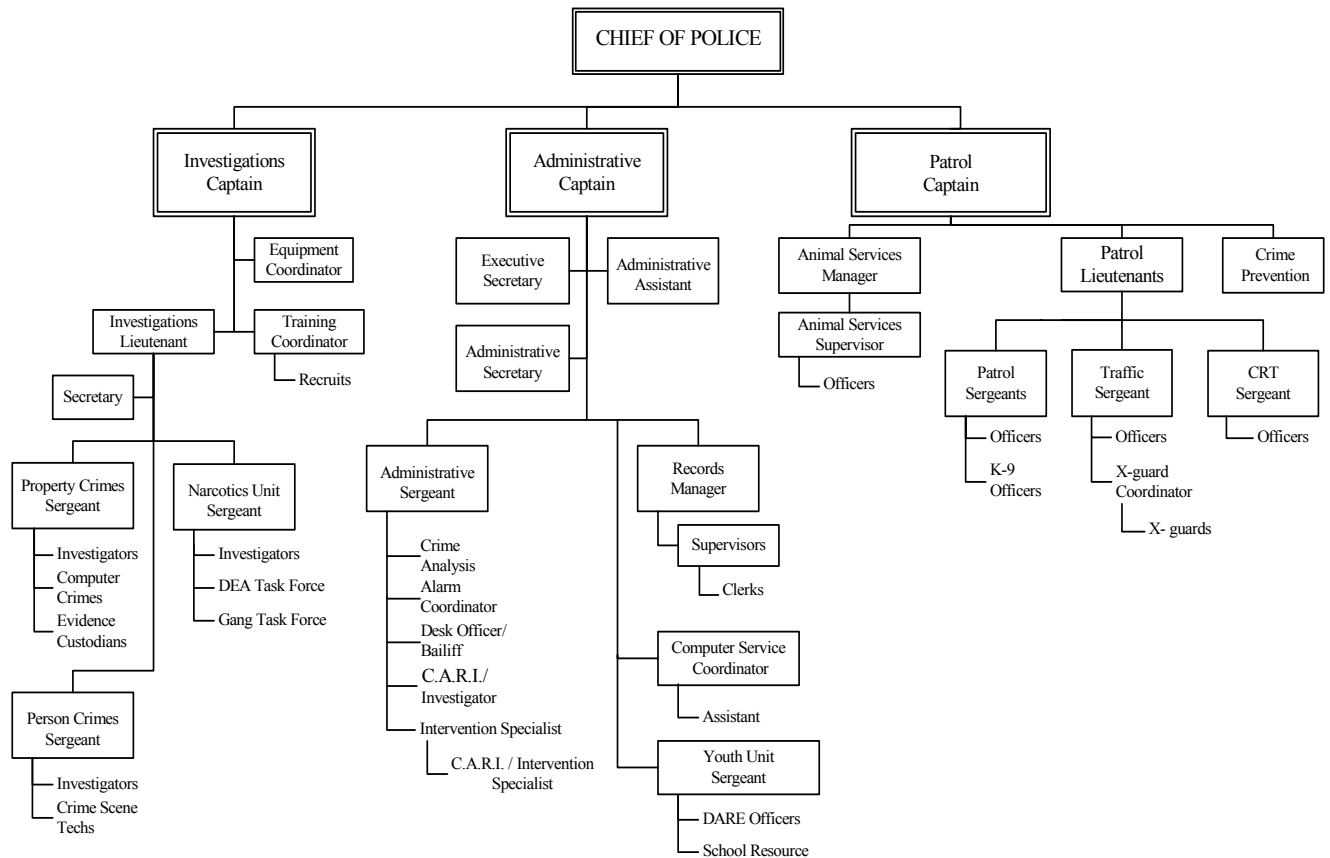 CHIEF OF POLICE
Investigations
Captain
Administrative
Captain
Patrol
Captain
Equipment
Coordinator
Investigations
Lieutenant
Training
Coordinator
Recruits
Secretary
Property Crimes
Sergeant
Investigators
Computer
Crimes
Evidence
Custodians
Narcotics Unit
Sergeant
Investigators
DEA Task Force
Gang Task Force
Person Crimes
Sergeant
Investigators
Crime Scene
Techs
Executive
Secretary
Administrative
Assistant
Administrative
Secretary
Administrative
Sergeant
Crime
Analysis
Alarm
Coordinator
Desk Officer/
Bailiff
C.A.R.I./
Investigator
Intervention Specialist
C.A.R.I. / Intervention
Specialist
Records
Manager
Supervisors
Clerks
Computer Service
Coordinator
Assistant
Youth Unit
Sergeant
DARE Officers
School Resource
Animal Services
Manager
Animal Services
Supervisor
Officers
Patrol
Lieutenants
Crime
Prevention
Patrol
Sergeants
Officers
K-9
Officers
Traffic
Sergeant
Officers
X-guard
Coordinator
X- guards
CRT
Sergeant
Officers